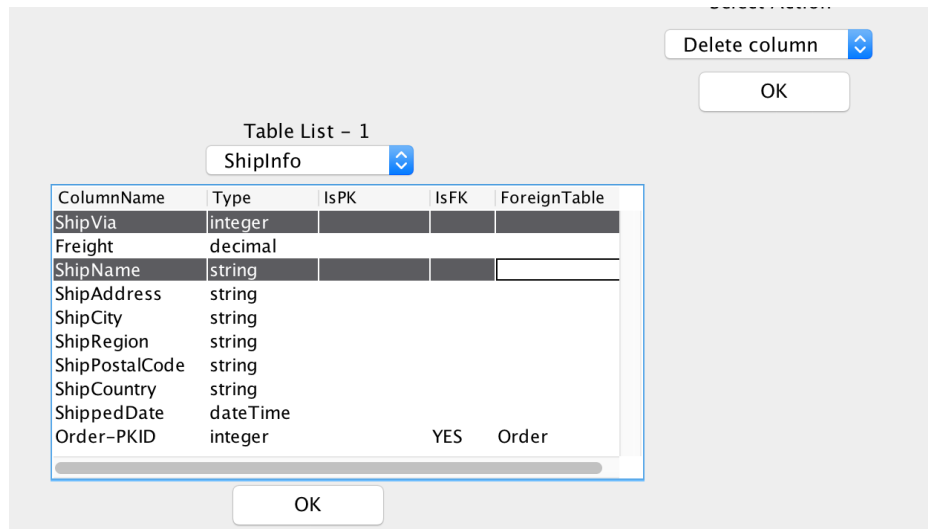 Delete column
OK
Table List – 1
ShipInfo
ColumnName Type IsPK IsFK ForeignTable
ShipVia integer
Freight decimal
ShipName string
ShipAddress string
ShipCity string
ShipRegion string
ShipPostalCode string
ShipCountry string
ShippedDate dateTime
Order–PKID integer YES Order
OK